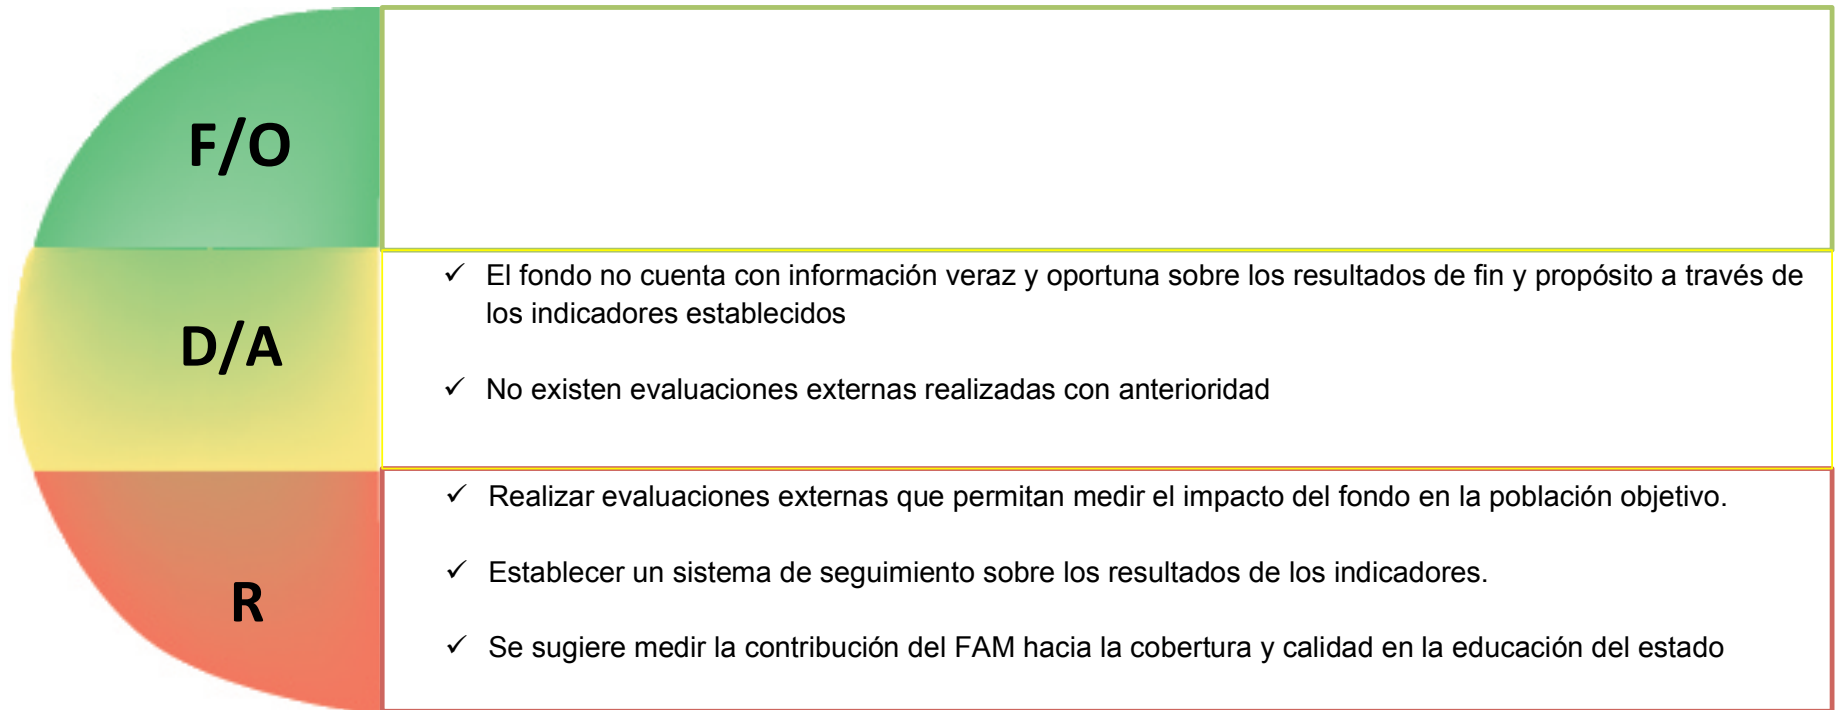 F/O
D/A
✓ El fondo no cuenta con información veraz y oportuna sobre los resultados de fin y propósito a través de
los indicadores establecidos
✓ No existen evaluaciones externas realizadas con anterioridad
R
✓ Realizar evaluaciones externas que permitan medir el impacto del fondo en la población objetivo.
✓ Establecer un sistema de seguimiento sobre los resultados de los indicadores.
✓ Se sugiere medir la contribución del FAM hacia la cobertura y calidad en la educación del estado